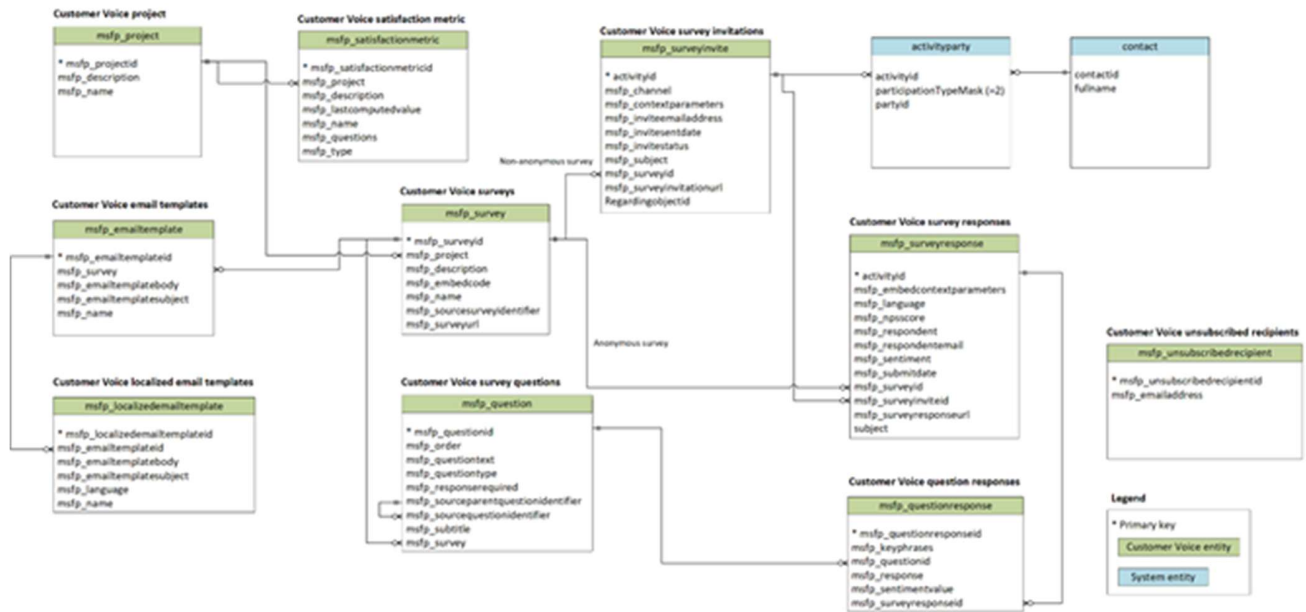 Customer Voice project
msfp_project
* msfp_projectid
msfp_description
msfp_name
Customer Voice satisfaction metric
msfp_satisfactionmetric
* msfp_satisfactionmetricid
msfp_project
msfp_description
msfp_lastcomputedvalue
msfp_name
msfp_questions
msfp_type
Customer Voice survey invitations
msfp_surveyinvite
* activityid
msfp_channel
msfp_contextparameters
msfp_inviteemailaddress
msfp_invitesentdate
msfp_invitestatus
msfp_subject
msfp_surveyid
msfp_surveyinvitationurl
Regardingobjectid
activityparty
activityid
participationTypeMask (=2)
partyid
contact
contactid
fullname
Non-anonymous survey
Customer Voice email templates
msfp_emailtemplate
* msfp_emailtemplateid
msfp_survey
msfp_emailtemplatebody
msfp_emailtemplatesubject
msfp_name
Customer Voice surveys
msfp_survey
* msfp_surveyid
msfp_project
msfp_description
msfp_embedcode
msfp_name
msfp_sourcesurveyidentifier
msfp_surveyurl
Anonymous survey
Customer Voice survey responses
msfp_surveyresponse
* activityid
msfp_embedcontextparameters
msfp_language
msfp_npsscore
msfp_respondent
msfp_respondentemail
msfp_sentiment
msfp_submitdate
msfp_surveyid
msfp_surveyinviteid
msfp_surveyresponseurl
subject
Customer Voice unsubscribed recipients
msfp_unsubscribedrecipient
* msfp_unsubscribedrecipientid
msfp_emailaddress
Customer Voice localized email templates
msfp_localizedemailtemplate
* msfp_localizedemailtemplateid
msfp_emailtemplateid
msfp_emailtemplatebody
msfp_emailtemplatesubject
msfp_language
msfp_name
Customer Voice survey questions
msfp_question
* msfp_questionid
msfp_order
msfp_questiontext
msfp_questiontype
msfp_responserequired
msfp_sourceparentquestionidentifier
msfp_sourcequestionidentifier
msfp_subtitle
msfp_survey
Customer Voice question responses
msfp_questionresponse
* msfp_questionresponseid
msfp_keyphrases
msfp_questionid
msfp_response
msfp_sentimentvalue
msfp_surveyresponseid
Legend
* Primary key
Customer Voice entity
System entity